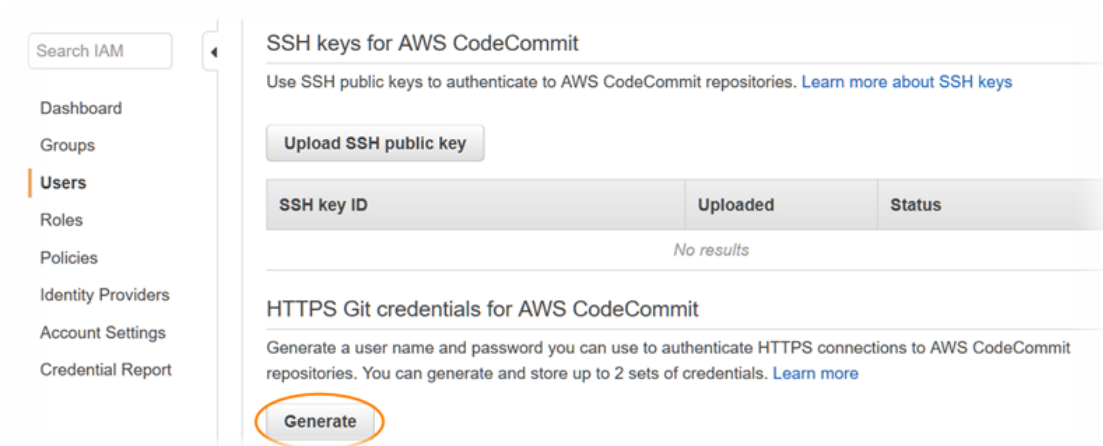 Search IAM
Dashboard
Groups
Users
Roles
Policies
Identity Providers
Account Settings
Credential Report
SSH keys for AWS CodeCommit
Use SSH public keys to authenticate to AWS CodeCommit repositories. Learn more about SSH keys
Upload SSH public key
SSH key ID Uploaded Status
No results
HTTPS Git credentials for AWS CodeCommit
Generate a user name and password you can use to authenticate HTTPS connections to AWS CodeCommit
repositories. You can generate and store up to 2 sets of credentials. Learn more
Generate